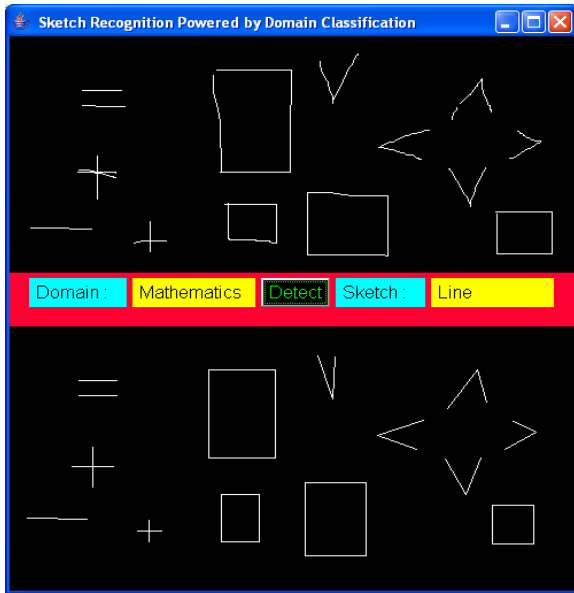 Sketch Recognition Powered by Domain Classification
Domain : Mathematics Detect Sketch : Line